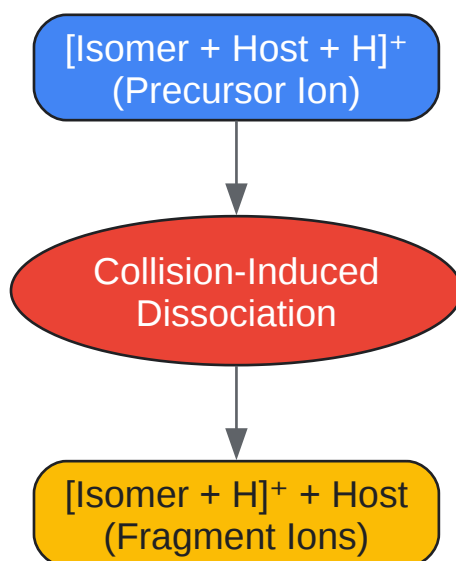 [Isomer + Host + H]⁺
(Precursor Ion)
Collision-Induced
Dissociation
[Isomer + H]⁺ + Host
(Fragment Ions)